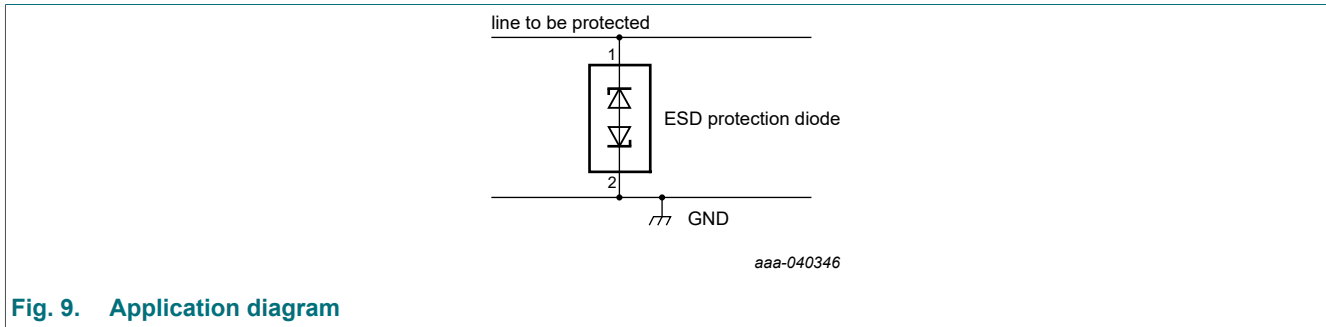 line to be protected
1
ESD protection diode
2
GND
aaa-040346
Fig. 9. Application diagram